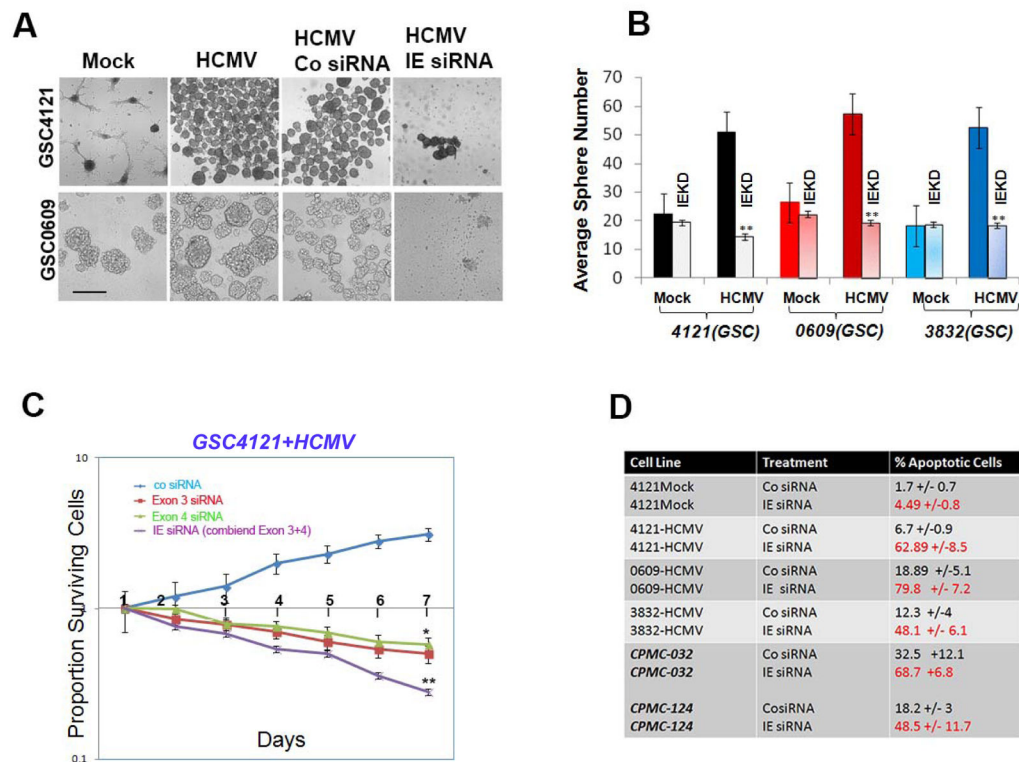 A
Mock
HCMV
HCMV
Co siRNA
HCMV
IE siRNA
GSC4121
GSC0609
B
Average Sphere Number
70
60
50
40
30
20
10
0
IEKD
IEKD
**
IEKD
IEKD
**
IEKD
IEKD
**
Mock HCMV Mock HCMV Mock HCMV
4121(GSC) 0609(GSC) 3832(GSC)
C
GSC4121+HCMV
Proportion Surviving Cells
10
1
0.1
co siRNA
Exon 3 siRNA
Exon 4 siRNA
IE siRNA (combiend Exon 3+4)
1 2 3 4 5 6 7
*
**
Days
D
Cell Line Treatment % Apoptotic Cells
4121Mock Co siRNA 1.7 +/- 0.7
4121Mock IE siRNA 4.49 +/-0.8
4121-HCMV Co siRNA 6.7 +/-0.9
4121-HCMV IE siRNA 62.89 +/-8.5
0609-HCMV Co siRNA 18.89 +/-5.1
0609-HCMV IE siRNA 79.8 +/- 7.2
3832-HCMV Co siRNA 12.3 +/-4
3832-HCMV IE siRNA 48.1 +/- 6.1
CPMC-032 Co siRNA 32.5 +12.1
CPMC-032 IE siRNA 68.7 +6.8
CPMC-124 CosiRNA 18.2 +/- 3
CPMC-124 IE siRNA 48.5 +/- 11.7